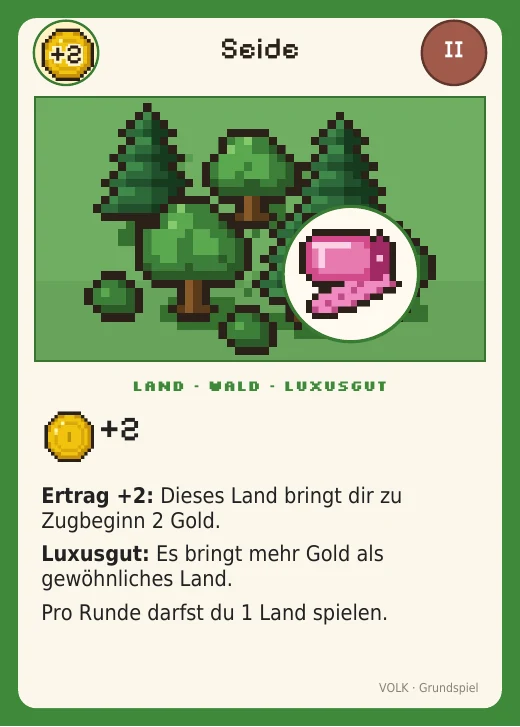 +2
Seide
II
LAND · WALD · LUXUSGUT
+2
Ertrag +2: Dieses Land bringt dir zu
Zugbeginn 2 Gold.
Luxusgut: Es bringt mehr Gold als
gewöhnliches Land.
Pro Runde darfst du 1 Land spielen.
VOLK · Grundspiel